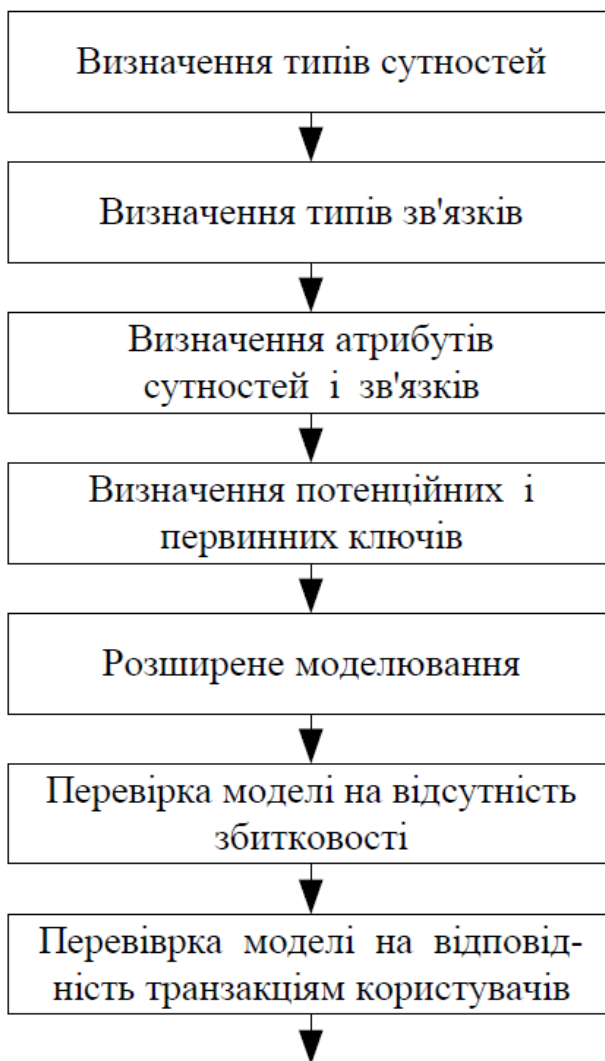 Визначення типів сутностей
Визначення типів зв'язків
Визначення атрибутів
сутностей і зв'язків
Визначення потенційних і
первинних ключів
Розширене моделювання
Перевірка моделі на відсутність
збитковості
Перевіврка моделі на відповід-
ність транзакціям користувачів